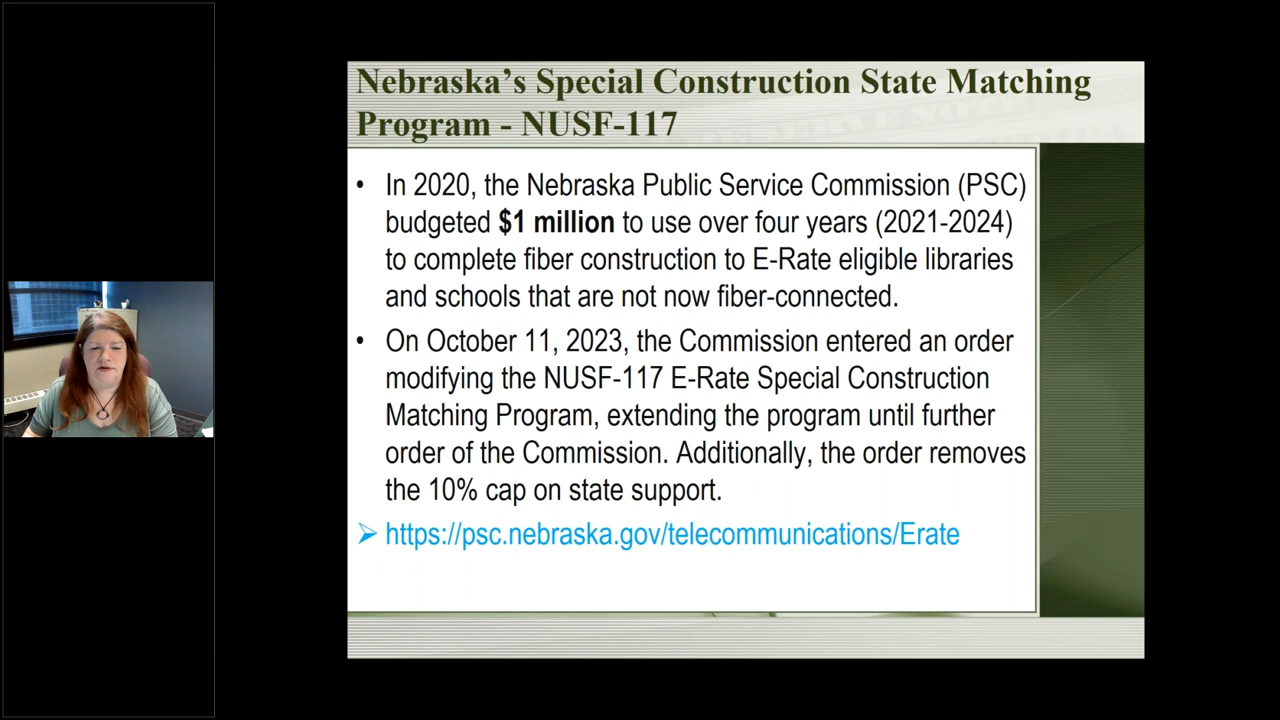 Nebraska's Special Construction State Matching
Program - NUSF-117
• In 2020, the Nebraska Public Service Commission (PSC)
budgeted $1 million to use over four years (2021-2024)
to complete fiber construction to E-Rate eligible libraries
and schools that are not now fiber-connected.
• On October 11, 2023, the Commission entered an order
modifying the NUSF-117 E-Rate Special Construction
Matching Program, extending the program until further
order of the Commission. Additionally, the order removes
the 10% cap on state support.
➢ https://psc.nebraska.gov/telecommunications/Erate